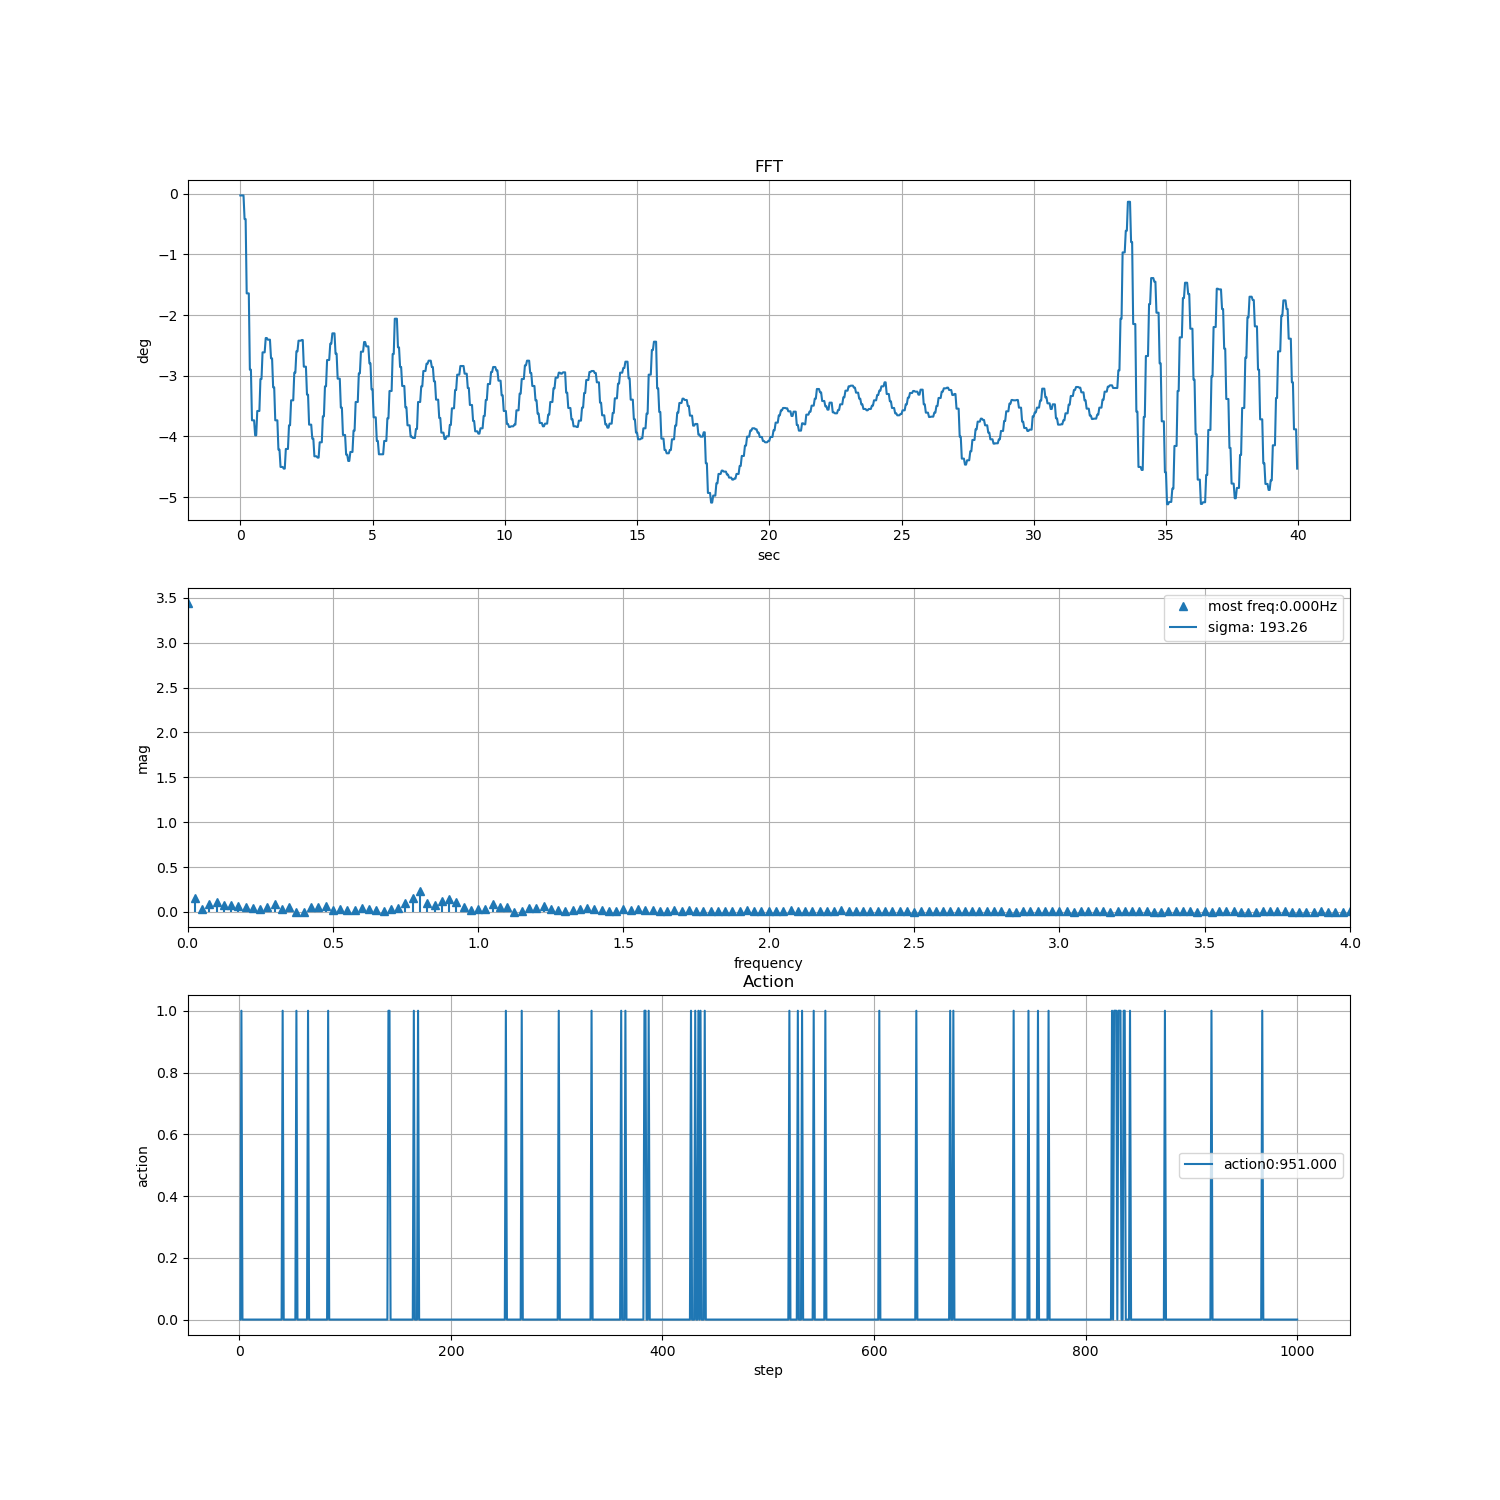 FFT
0
−1
−2
−3
−4
−5
deg
0 5 10 15 20 25 30 35 40
sec
3.5
3.0
2.5
2.0
1.5
1.0
0.5
0.0
mag
most freq:0.000Hz
sigma: 193.26
0.0 0.5 1.0 1.5 2.0 2.5 3.0 3.5 4.0
frequency
Action
1.0
0.8
0.6
0.4
0.2
0.0
action
action0:951.000
0 200 400 600 800 1000
step